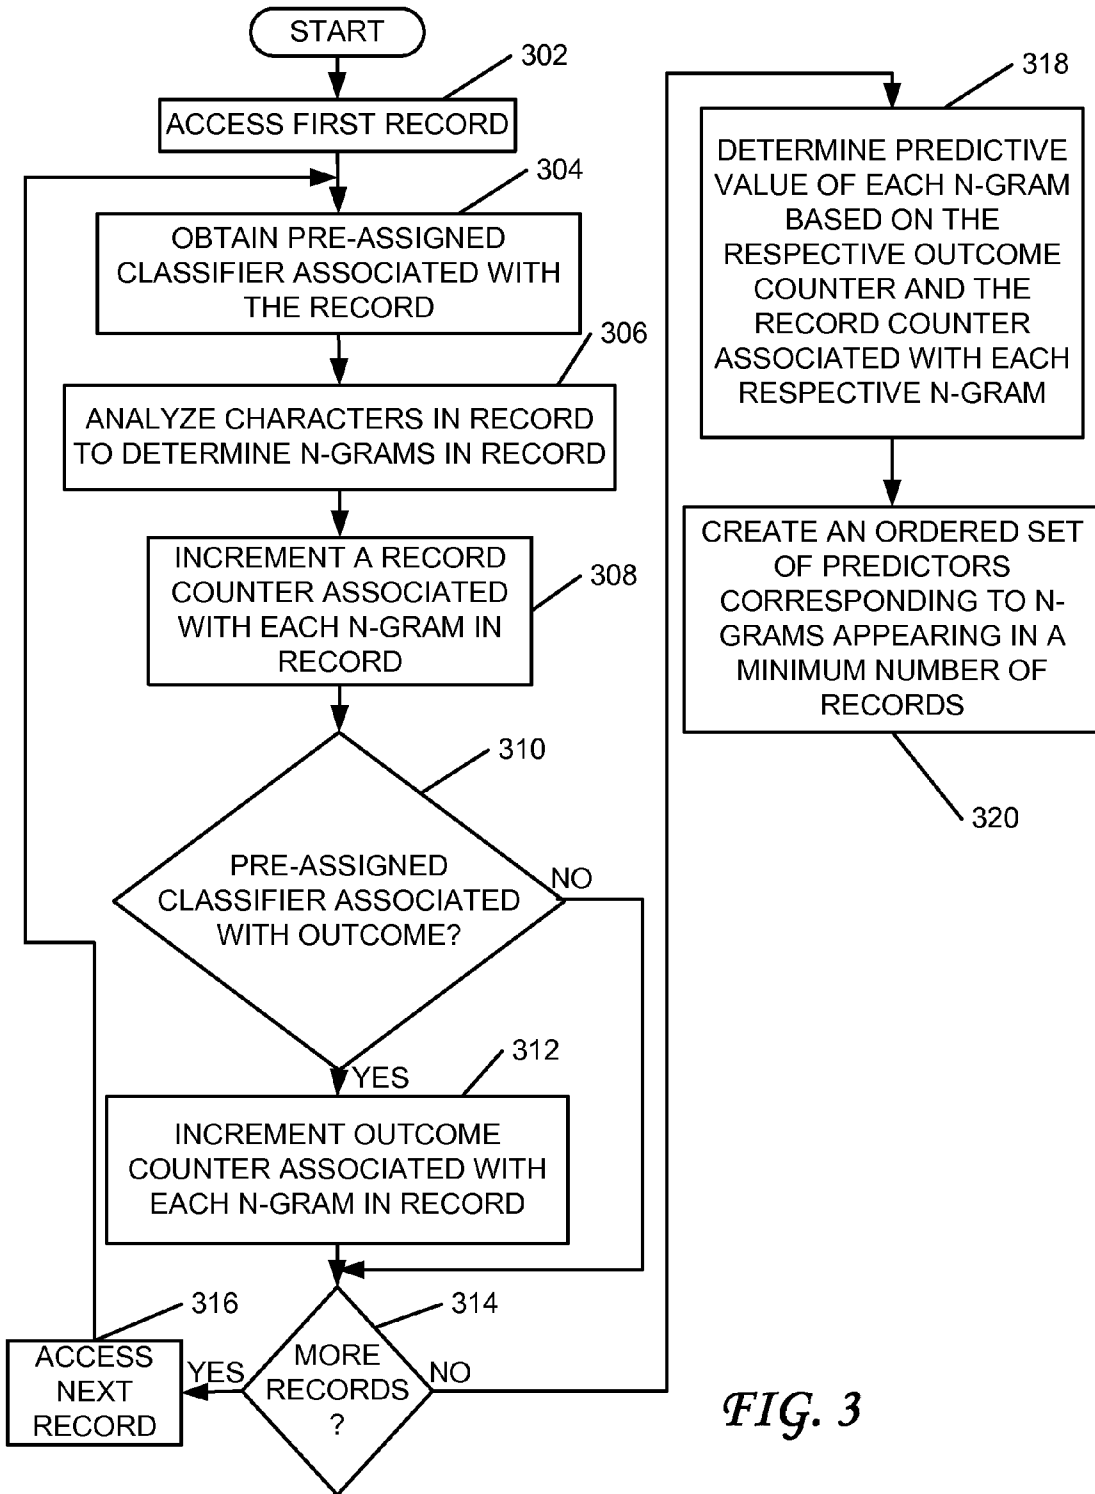 START
302
ACCESS FIRST RECORD
304
OBTAIN PRE-ASSIGNED
CLASSIFIER ASSOCIATED WITH
THE RECORD
306
ANALYZE CHARACTERS IN RECORD
TO DETERMINE N-GRAMS IN RECORD
INCREMENT A RECORD
COUNTER ASSOCIATED
WITH EACH N-GRAM IN
RECORD
308
310
PRE-ASSIGNED
CLASSIFIER ASSOCIATED
WITH OUTCOME?
NO
YES
312
INCREMENT OUTCOME
COUNTER ASSOCIATED WITH
EACH N-GRAM IN RECORD
314
MORE
RECORDS
?
YES
NO
316
ACCESS
NEXT
RECORD
318
DETERMINE PREDICTIVE
VALUE OF EACH N-GRAM
BASED ON THE
RESPECTIVE OUTCOME
COUNTER AND THE
RECORD COUNTER
ASSOCIATED WITH EACH
RESPECTIVE N-GRAM
CREATE AN ORDERED SET
OF PREDICTORS
CORRESPONDING TO N-
GRAMS APPEARING IN A
MINIMUM NUMBER OF
RECORDS
320
FIG. 3